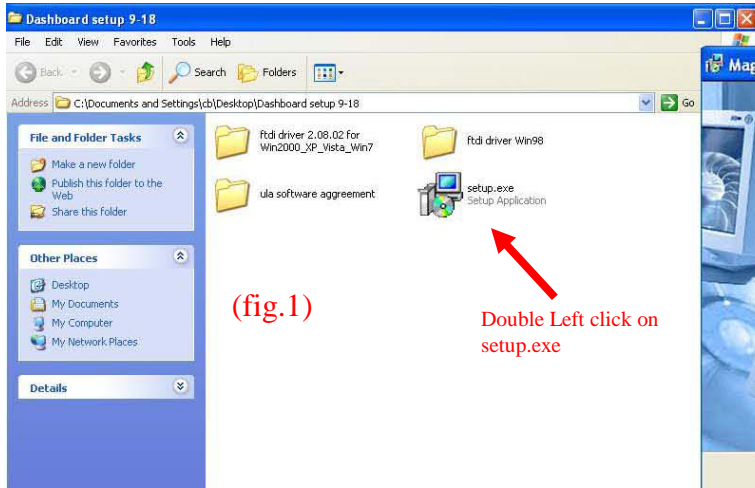 Dashboard setup 9-18
File Edit View Favorites Tools Help
Back Search Folders
Address C:\Documents and Settings\cb\Desktop\Dashboard setup 9-18 Go
Mag
File and Folder Tasks
Make a new folder
Publish this folder to the
Web
Share this folder
Other Places
Desktop
My Documents
My Computer
My Network Places
Details
ftdi driver 2.08.02 for
Win2000_XP_Vista_Win7
ftdi driver Win98
ula software aggreement
setup.exe
Setup Application
(fig.1)
Double Left click on
setup.exe